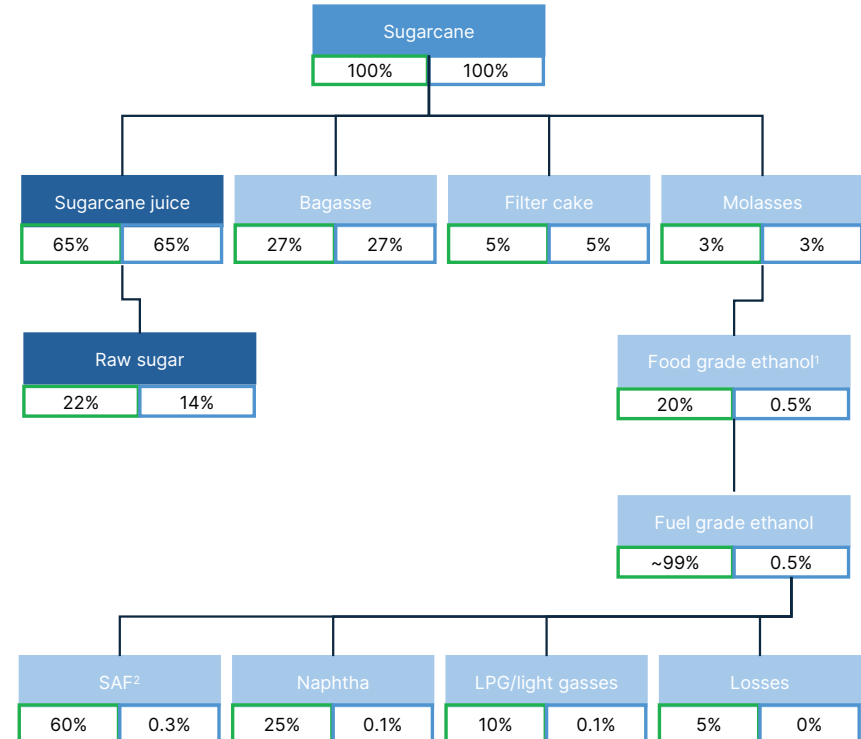 Sugarcane
100% 100%
Sugarcane juice Bagasse Filter cake Molasses
65% 65% 27% 27% 5% 5% 3% 3%
Raw sugar Food grade ethanol¹
22% 14% 20% 0.5%
Fuel grade ethanol
~99% 0.5%
SAF² Naphtha LPG/light gasses Losses
60% 0.3% 25% 0.1% 10% 0.1% 5% 0%